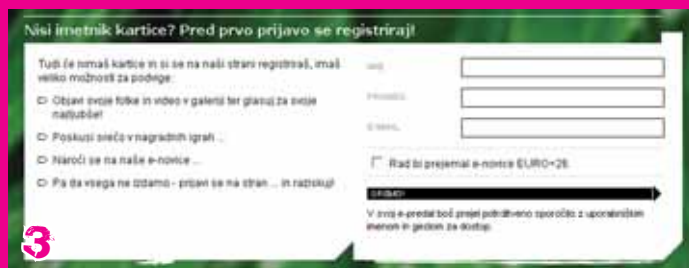 Nisi imetnik kartice? Pred prvo prijavo se registriraj!
Tudi če nimaš kartice in si se na naši strani registriral, imaš
veliko možnosti za podvige:
Objavi svoje fotke in video v galeriji ter glasuj za svoje
najljubše!
Poskusi srečo v nagradnih igrah ...
Naroči se na naše e-novice ...
Pa da vsega ne izdamo - prijavi se na stran ... in raziskuj!
IME
PRIIMEK
E-MAIL
Rad bi prejemal e-novice EURO<26
V svoj e-predal boš prejel potrditveno sporočilo z uporabniškim
imenom in geslom za dostop.
3